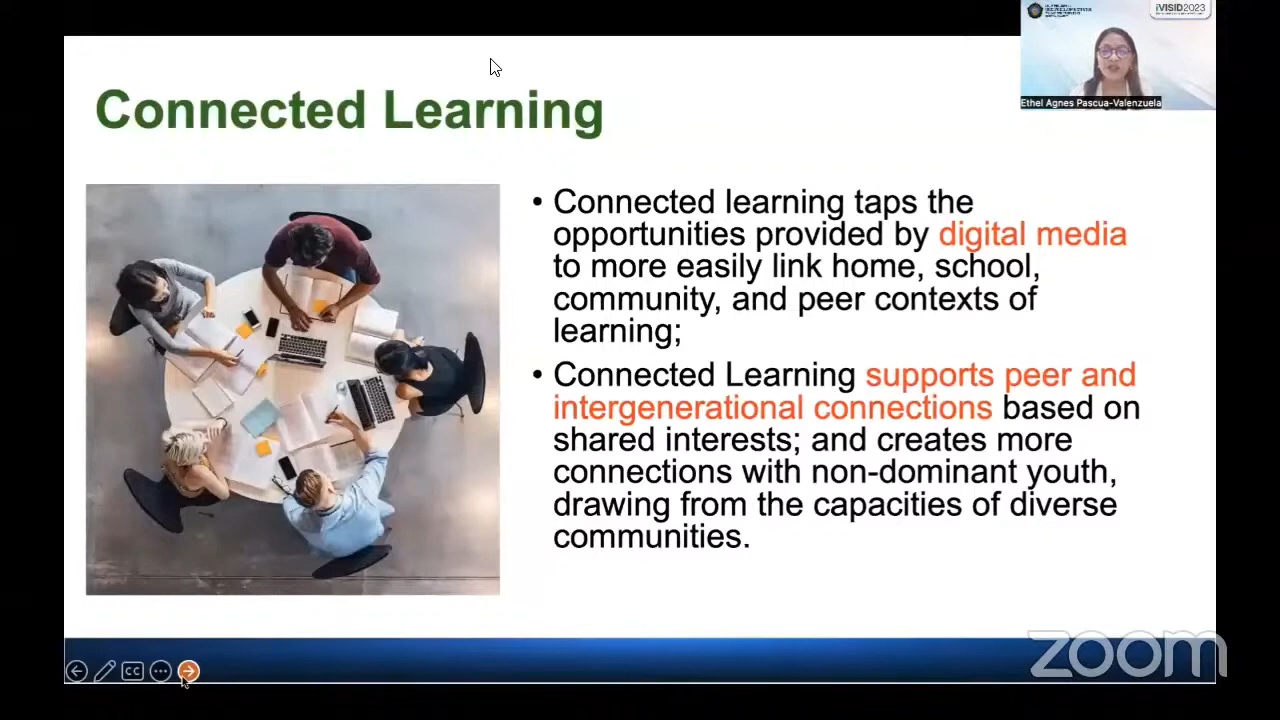 iVISID2023
Ethel Agnes Pascua-Valenzuela
Connected Learning
• Connected learning taps the
opportunities provided by digital media
to more easily link home, school,
community, and peer contexts of
learning;
• Connected Learning supports peer and
intergenerational connections based on
shared interests; and creates more
connections with non-dominant youth,
drawing from the capacities of diverse
communities.
CC
zoom